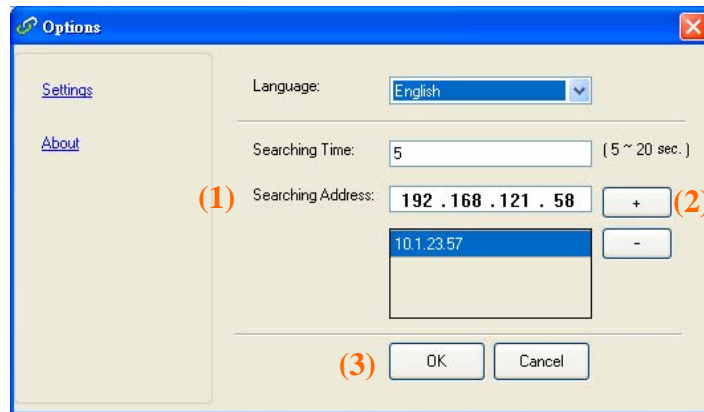 Options
Settings
About
Language:
English
Searching Time:
5
( 5 ~ 20 sec. )
(1)
Searching Address:
192 . 168 . 121 . 58
+
(2)
10.1.23.57
-
(3)
OK
Cancel